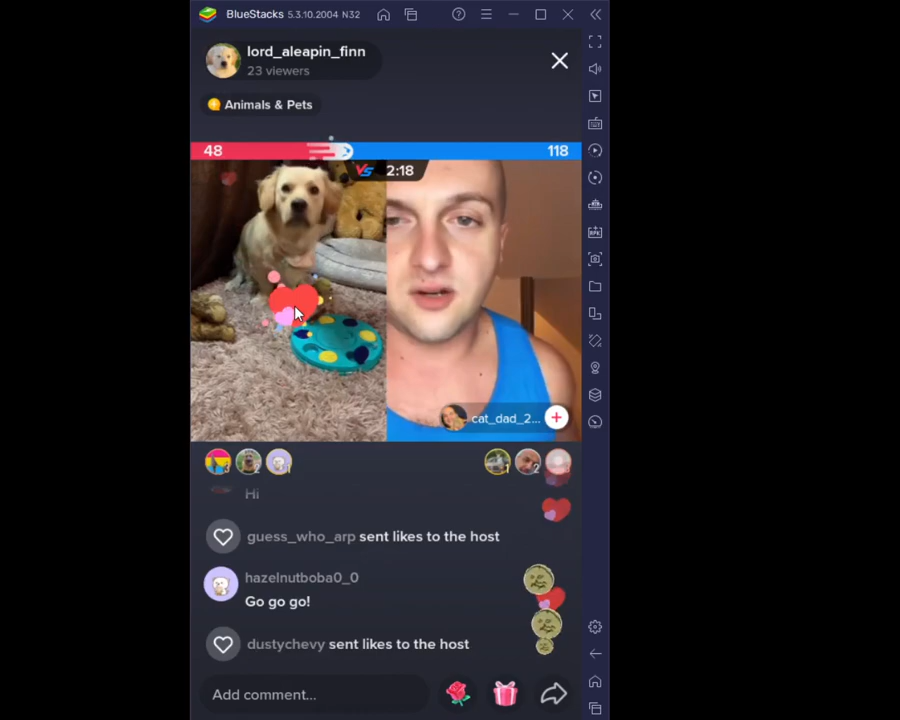 BlueStacks 5.3.10.2004 N32
lord_aleapin_finn
23 viewers
Animals & Pets
48
118
VS 2:18
cat_dad_2...
Hi
guess_who_arp sent likes to the host
hazelnutboba0_0
Go go go!
dustychevy sent likes to the host
Add comment...